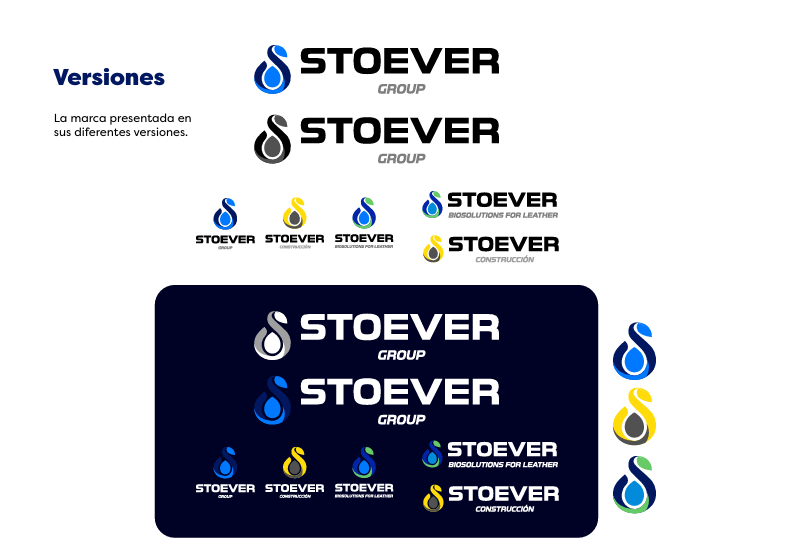 Versiones
La marca presentada en
sus diferentes versiones.
STOEVER
GROUP
STOEVER
GROUP
STOEVER
GROUP
STOEVER
CONSTRUCCIÓN
STOEVER
BIOSOLUTIONS FOR LEATHER
STOEVER
BIOSOLUTIONS FOR LEATHER
STOEVER
CONSTRUCCIÓN
STOEVER
GROUP
STOEVER
GROUP
STOEVER
GROUP
STOEVER
CONSTRUCCIÓN
STOEVER
BIOSOLUTIONS FOR LEATHER
STOEVER
BIOSOLUTIONS FOR LEATHER
STOEVER
CONSTRUCCIÓN